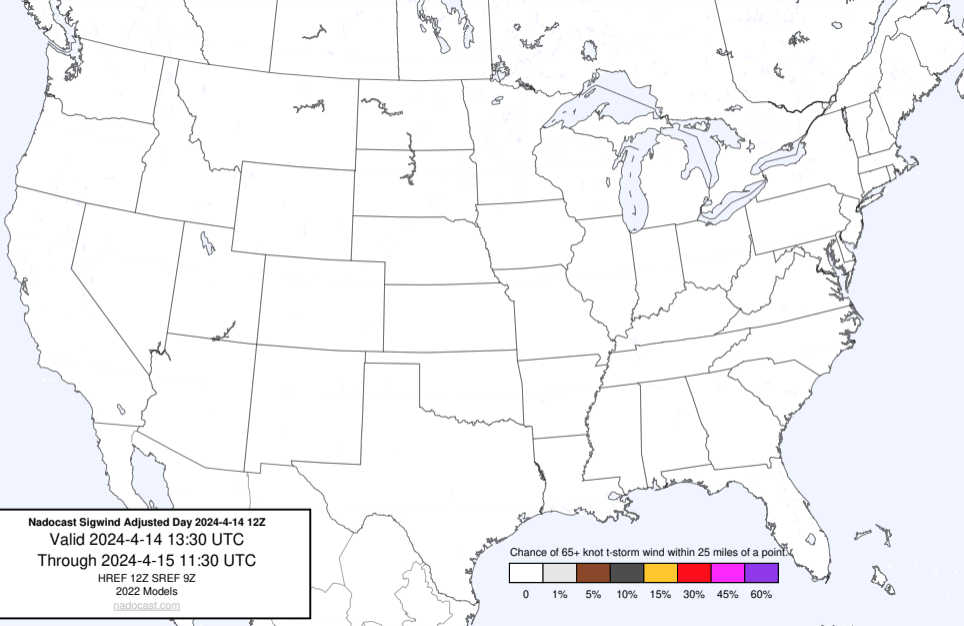 Nadocast Sigwind Adjusted Day 2024-4-14 12Z
Valid 2024-4-14 13:30 UTC
Through 2024-4-15 11:30 UTC
HREF 12Z SREF 9Z
2022 Models
nadocast.com
Chance of 65+ knot t-storm wind within 25 miles of a point.
0 1% 5% 10% 15% 30% 45% 60%